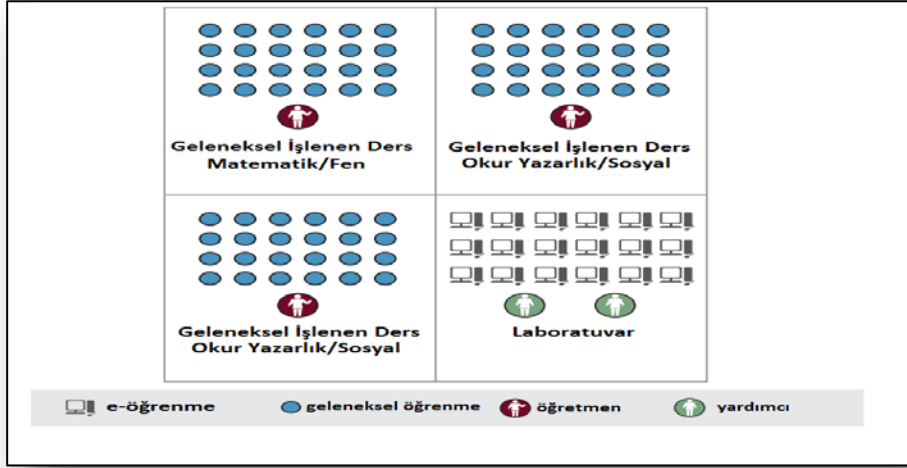 Geleneksel İşlenen Ders
Matematik/Fen
Geleneksel İşlenen Ders
Okur Yazarlık/Sosyal
Geleneksel İşlenen Ders
Okur Yazarlık/Sosyal
Laboratuvar
e-öğrenme
geleneksel öğrenme
öğretmen
yardımcı